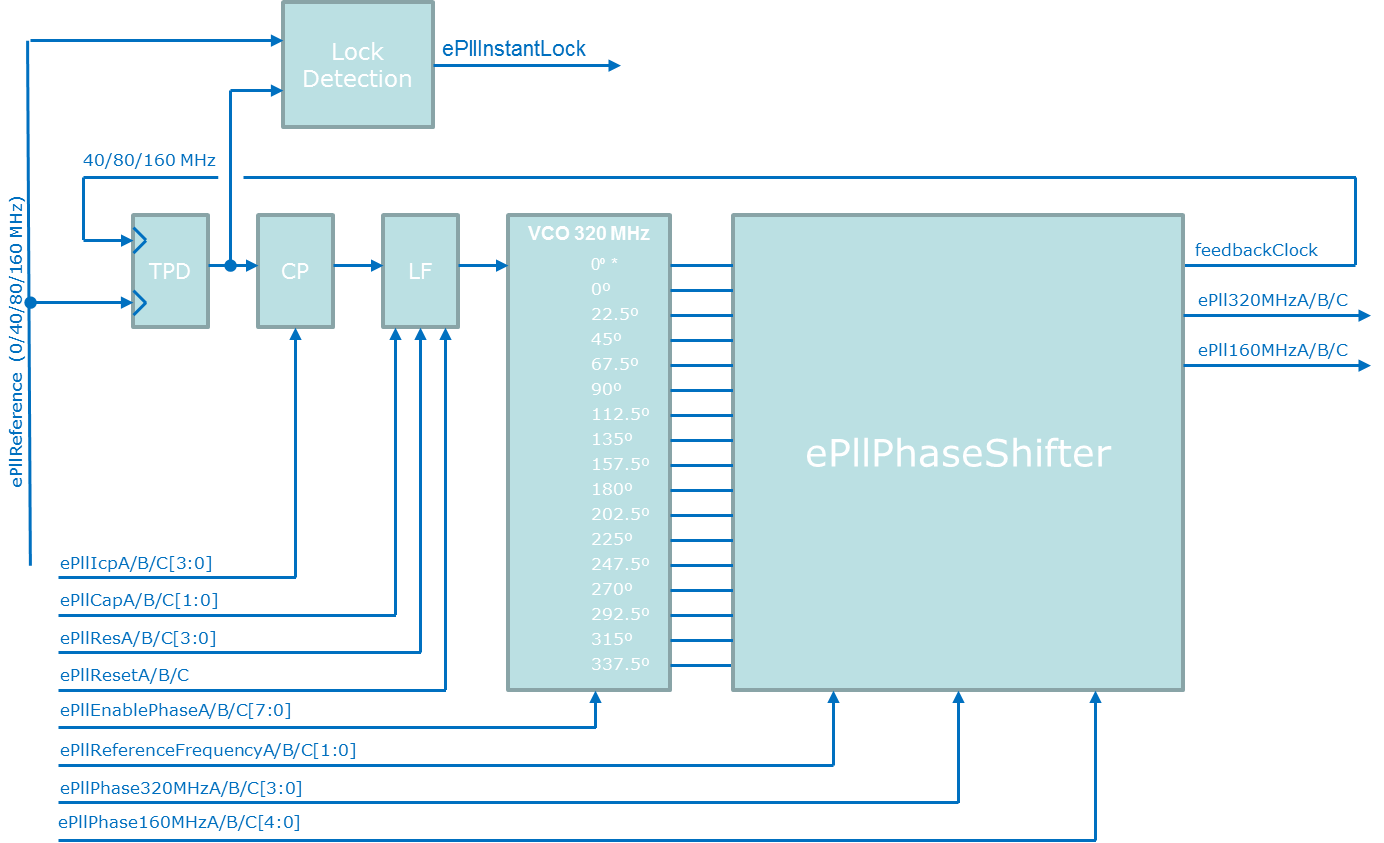 Lock
Detection
ePllInstantLock
40/80/160 MHz
ePllReference (0/40/80/160 MHz)
TPD
CP
LF
VCO 320 MHz
0º *
0º
22.5º
45º
67.5º
90º
112.5º
135º
157.5º
180º
202.5º
225º
247.5º
270º
292.5º
315º
337.5º
ePllPhaseShifter
feedbackClock
ePll320MHzA/B/C
ePll160MHzA/B/C
ePllIcpA/B/C[3:0]
ePllCapA/B/C[1:0]
ePllResA/B/C[3:0]
ePllResetA/B/C
ePllEnablePhaseA/B/C[7:0]
ePllReferenceFrequencyA/B/C[1:0]
ePllPhase320MHzA/B/C[3:0]
ePllPhase160MHzA/B/C[4:0]